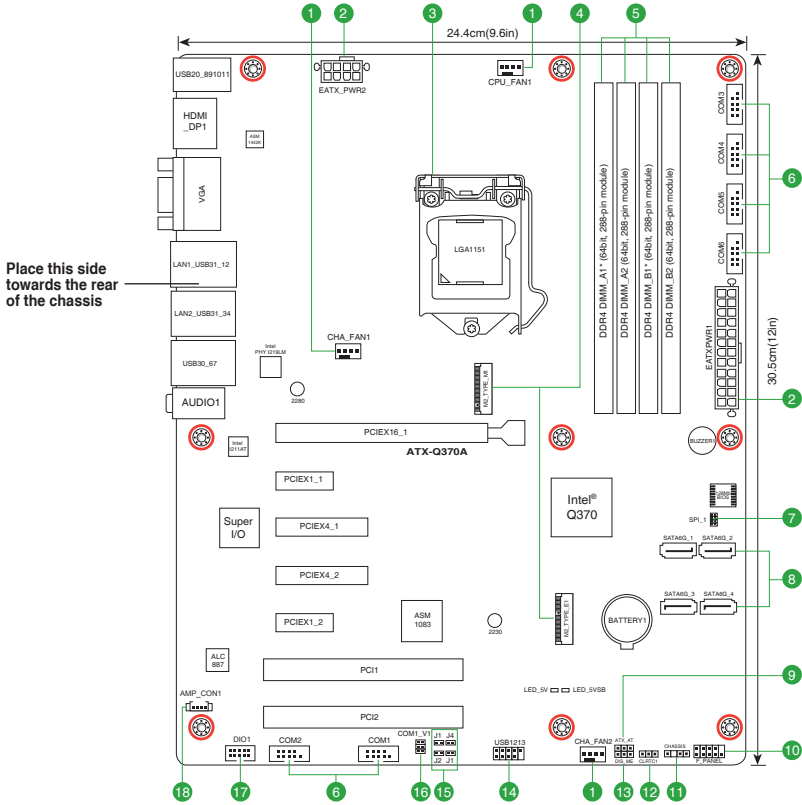 1
2
3
4
1
5
24.4cm(9.6in)
USB20_891011
EATX_PWR2
CPU_FAN1
COM3
HDMI
_DP1
ASM
1442K
COM4
6
VGA
COM5
COM6
LGA1151
DDR4 DIMM_A1* (64bit, 288-pin module)
DDR4 DIMM_A2 (64bit, 288-pin module)
DDR4 DIMM_B1* (64bit, 288-pin module)
DDR4 DIMM_B2 (64bit, 288-pin module)
Place this side
towards the rear
of the chassis
LAN1_USB31_12
LAN2_USB31_34
CHA_FAN1
EATXPWR1
30.5cm(12in)
Intel
PHY I219LM
USB30_67
2280
M2_TYPE_M1
2
AUDIO1
PCIEX16_1
ATX-Q370A
Intel
I211AT
BUZZER1
PCIEX1_1
Intel®
Q370
128MB
BIOS
Super
I/O
PCIEX4_1
SPI_1
7
SATA6G_1
SATA6G_2
8
PCIEX4_2
SATA6G_3
SATA6G_4
PCIEX1_2
ASM
1083
2230
M2_TYPE_E1
BATTERY1
ALC
887
PCI1
9
LED_5V
LED_5VSB
AMP_CON1
18
PCI2
DIO1
COM2
COM1
COM1_V1
J1 J4
J2 J1
USB1213
CHA_FAN2
ATX_AT
DIS_ME
CLRTC1
CHASSIS
F_PANEL
10
17
6
16
15
14
1
13
12
11